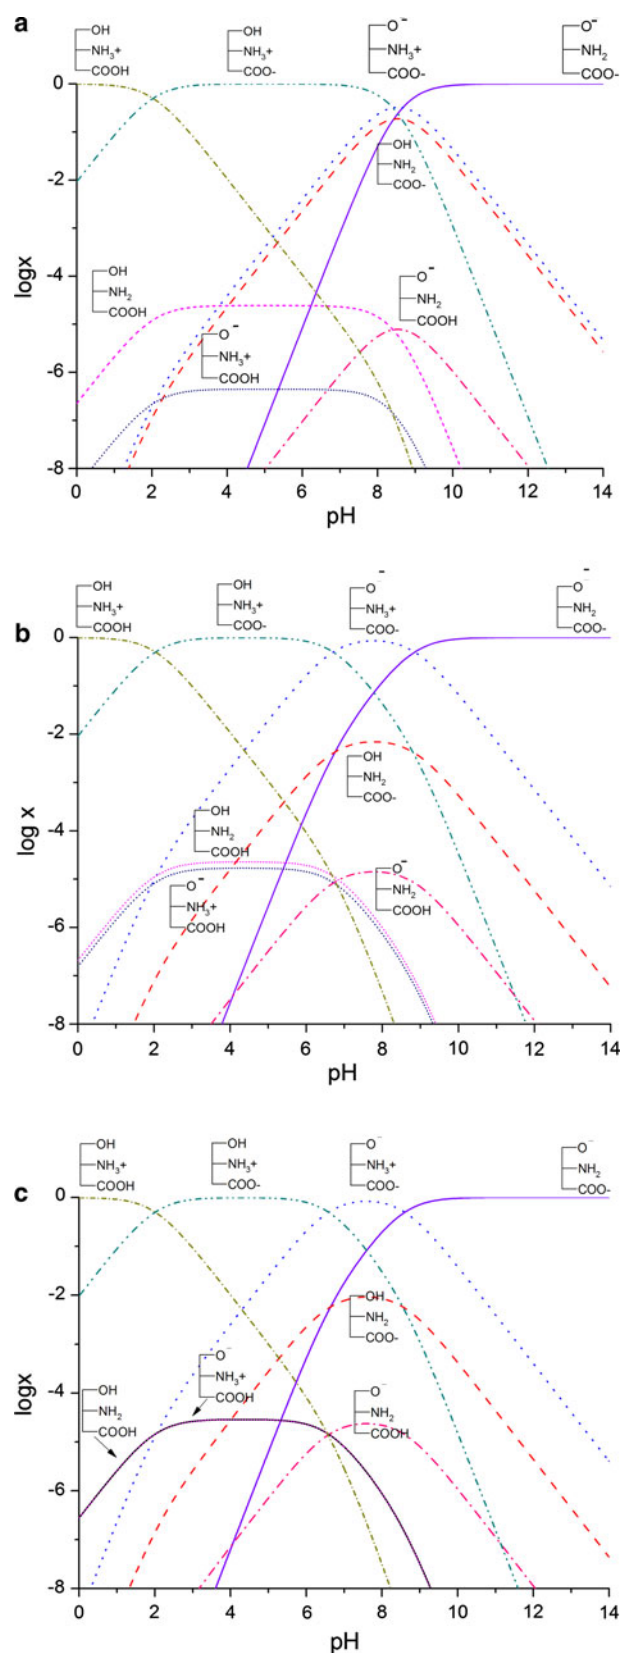 a
OH
NH₃+
COOH
OH
NH₃+
COO-
O⁻
NH₃+
COO-
O⁻
NH₂
COO-
0
-2
-4
-6
-8
logx
OH
NH₂
COO-
OH
NH₂
COOH
O⁻
NH₃+
COOH
O⁻
NH₂
COOH
0 2 4 6 8 10 12 14
pH
b
OH
NH₃+
COOH
OH
NH₃+
COO-
O⁻
NH₃+
COO-
O⁻
NH₂
COO-
0
-2
-4
-6
-8
log x
OH
NH₂
COO-
OH
NH₂
COOH
O⁻
NH₃+
COOH
O⁻
NH₂
COOH
0 2 4 6 8 10 12 14
c
OH
NH₃+
COOH
OH
NH₃+
COO-
O⁻
NH₃+
COO-
O⁻
NH₂
COO-
0
-2
-4
-6
-8
logx
OH
NH₂
COO-
O⁻
NH₃+
COOH
OH
NH₂
COOH
O⁻
NH₂
COOH
0 2 4 6 8 10 12 14
pH